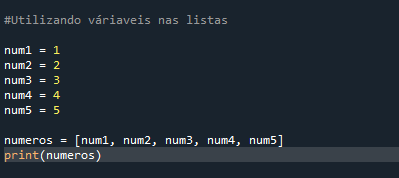 #Utilizando váriaveis nas listas
num1 = 1
num2 = 2
num3 = 3
num4 = 4
num5 = 5
numeros = [num1, num2, num3, num4, num5]
print(numeros)